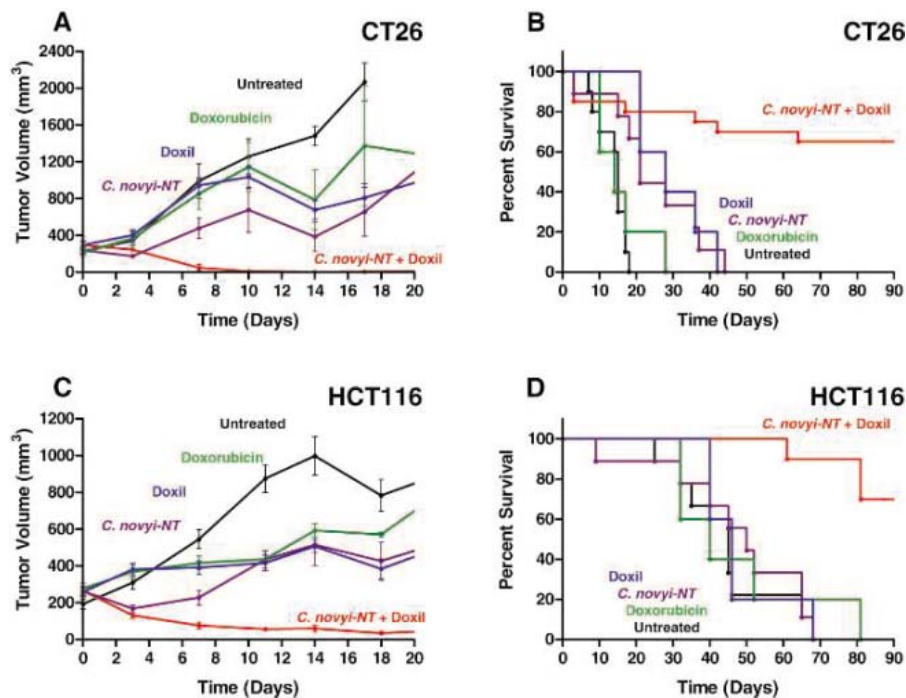 A
CT26
Tumor Volume (mm³)
2400
2000
1600
1200
800
400
0
Untreated
Doxorubicin
Doxil
C. novyi-NT
C. novyi-NT + Doxil
0 2 4 6 8 10 12 14 16 18 20
Time (Days)
B
CT26
Percent Survival
100
80
60
40
20
0
C. novyi-NT + Doxil
Doxil
C. novyi-NT
Doxorubicin
Untreated
0 10 20 30 40 50 60 70 80 90
Time (Days)
C
HCT116
Tumor Volume (mm³)
1200
1000
800
600
400
200
0
Untreated
Doxorubicin
Doxil
C. novyi-NT
C. novyi-NT + Doxil
0 2 4 6 8 10 12 14 16 18 20
Time (Days)
D
HCT116
Percent Survival
100
80
60
40
20
0
C. novyi-NT + Doxil
Doxil
C. novyi-NT
Doxorubicin
Untreated
0 10 20 30 40 50 60 70 80 90
Time (Days)